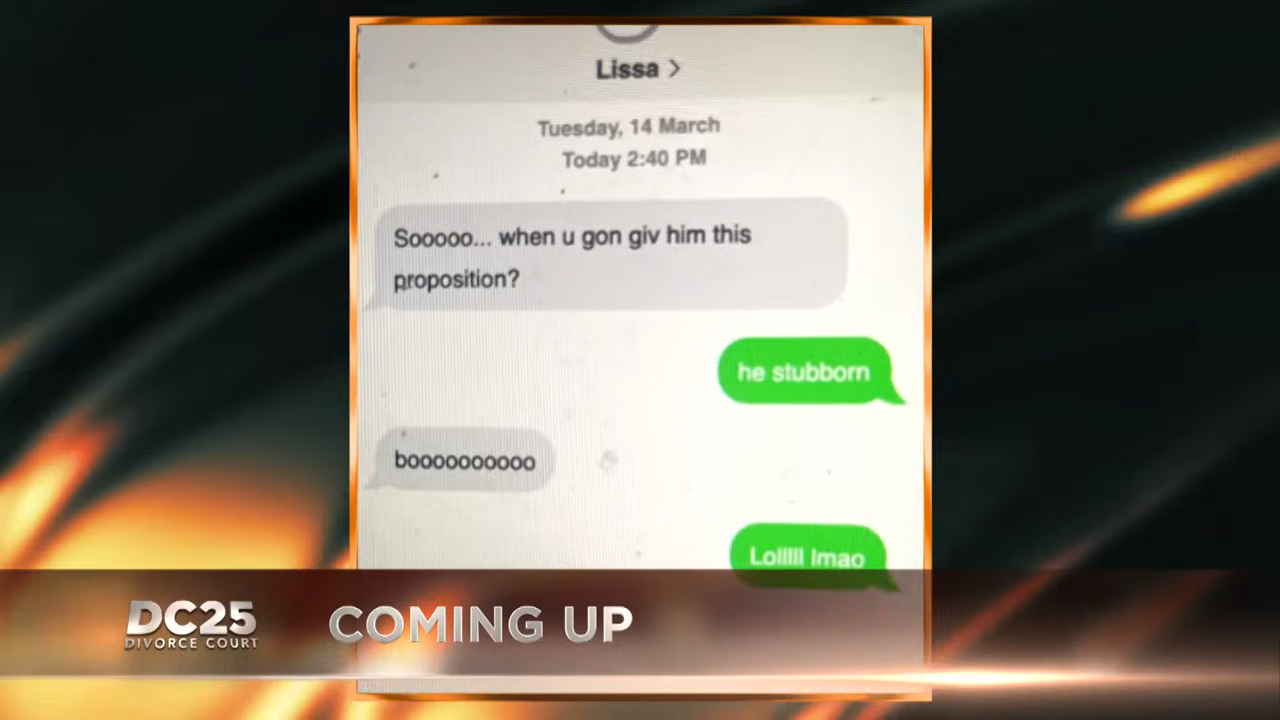 Lissa >
Tuesday, 14 March
Today 2:40 PM
Sooooo... when u gon giv him this
proposition?
he stubborn
booooooooooo
Lolllll lmao
DC25
DIVORCE COURT
COMING UP